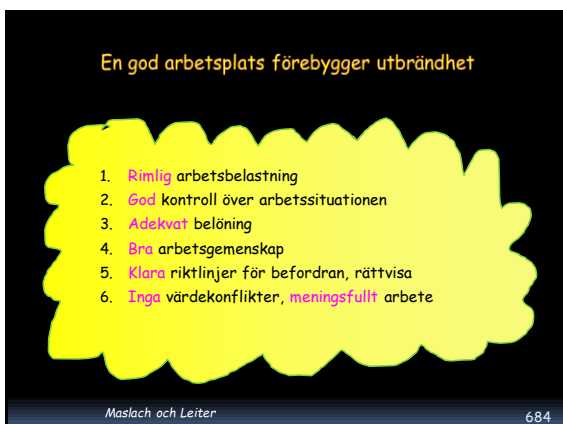 En god arbetsplats förebygger utbrändhet
1. Rimlig arbetsbelastning
2. God kontroll över arbetssituationen
3. Adekvat belöning
4. Bra arbetsgemenskap
5. Klara riktlinjer för befordran, rättvisa
6. Inga värdekonflikter, meningsfullt arbete
Maslach och Leiter
684